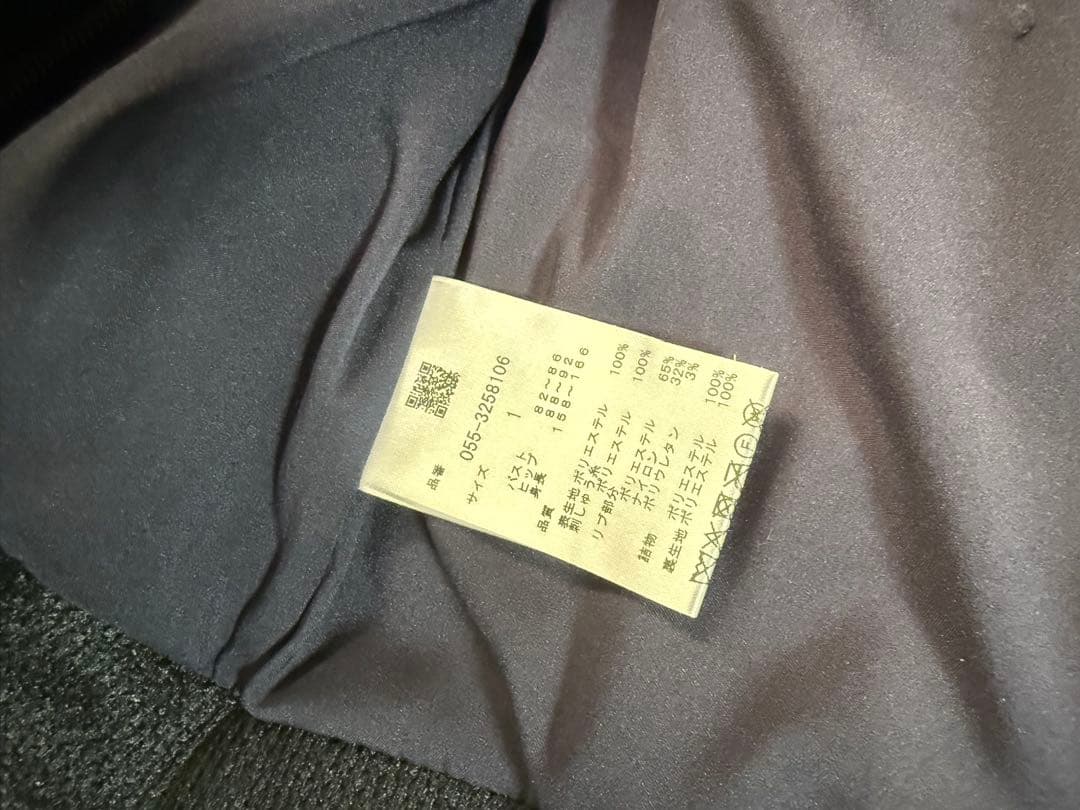 品番 055-3258106
サイズ 1
バスト 82~86
ヒップ 88~92
身長 158~166
品質
表生地 ポリエステル 100%
刺しゅう糸
ポリエステル 100%
リブ部分
ポリエステル 65%
ナイロン 32%
ポリウレタン 3%
詰物 ポリエステル 100%
裏生地 ポリエステル 100%
F